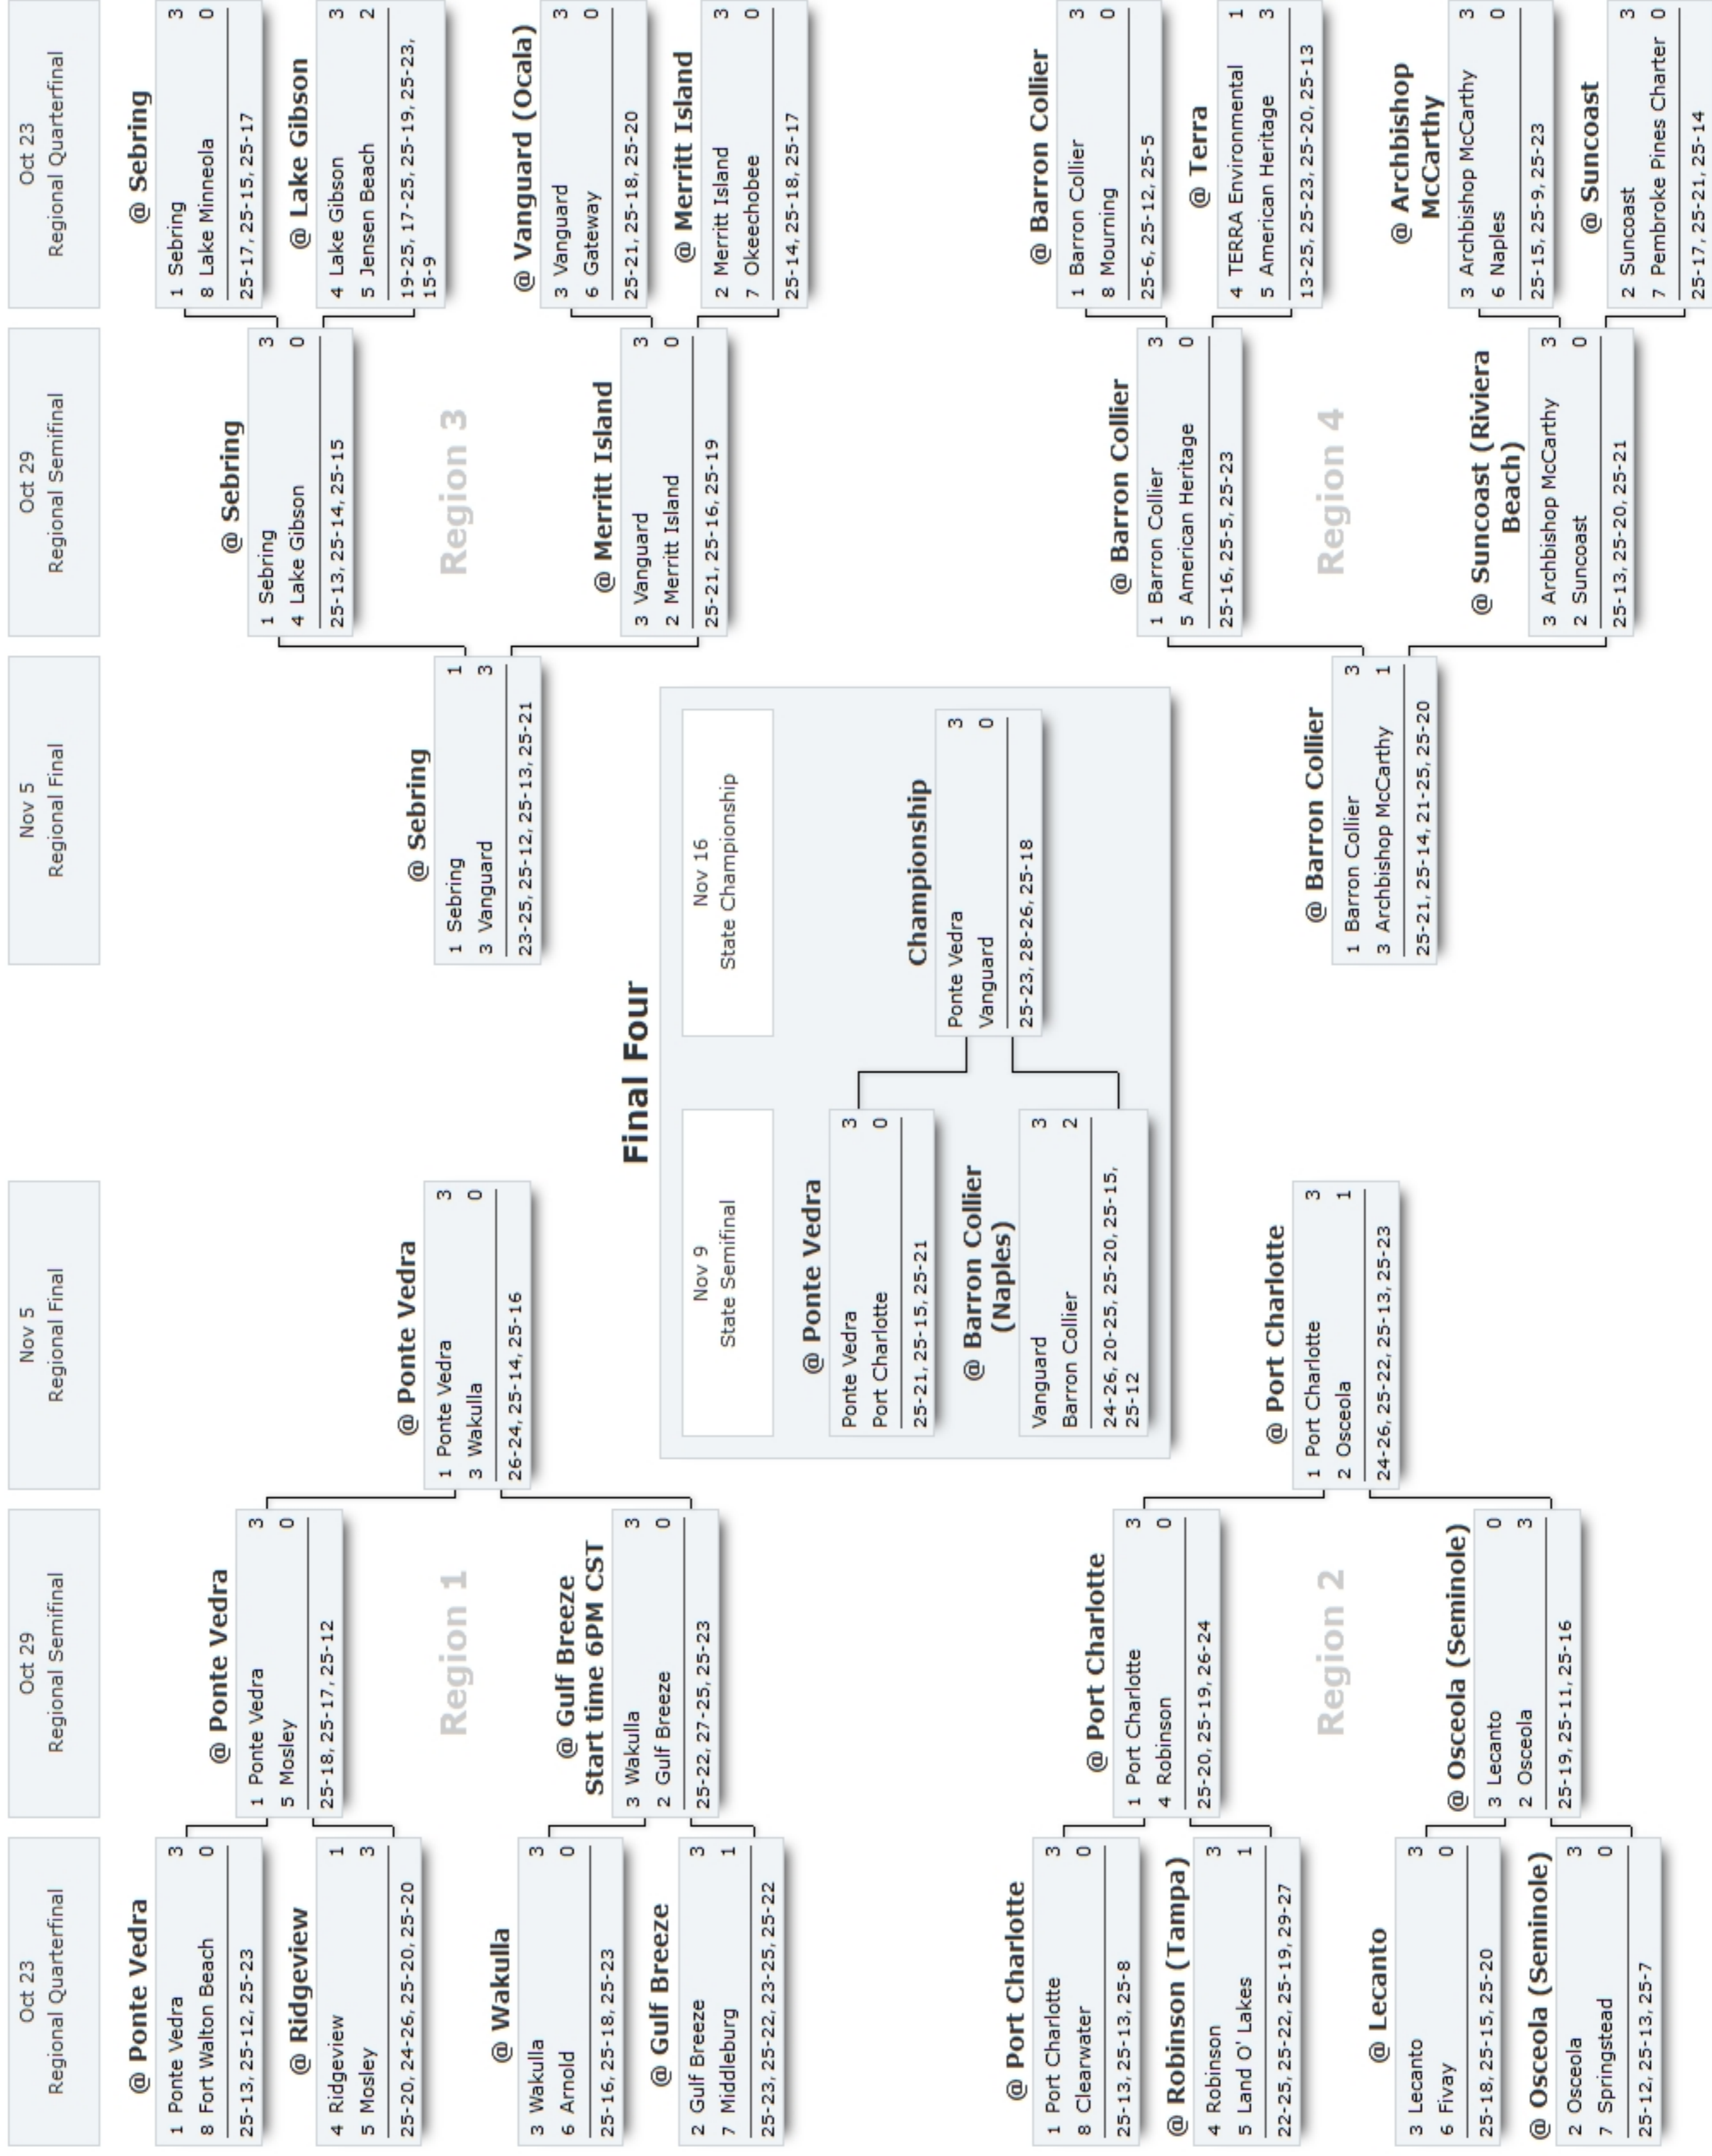 Oct 23
Regional Quarterfinal
Oct 29
Regional Semifinal
Nov 5
Regional Final
Nov 5
Regional Final
Oct 29
Regional Semifinal
Oct 23
Regional Quarterfinal
@ Ponte Vedra
1 Ponte Vedra 3
8 Fort Walton Beach 0
25-13, 25-12, 25-23
@ Ridgeview
4 Ridgeview 1
5 Mosley 3
25-20, 24-26, 25-20, 25-20
@ Wakulla
3 Wakulla 3
6 Arnold 0
25-16, 25-18, 25-23
@ Gulf Breeze
2 Gulf Breeze 3
7 Middleburg 1
25-23, 25-22, 23-25, 25-22
@ Ponte Vedra
1 Ponte Vedra 3
5 Mosley 0
25-18, 25-17, 25-12
Region 1
@ Gulf Breeze
Start time 6PM CST
3 Wakulla 3
2 Gulf Breeze 0
25-22, 27-25, 25-23
@ Ponte Vedra
1 Ponte Vedra 3
3 Wakulla 0
26-24, 25-14, 25-16
@ Port Charlotte
1 Port Charlotte 3
8 Clearwater 0
25-13, 25-13, 25-8
@ Robinson (Tampa)
4 Robinson 3
5 Land O' Lakes 1
22-25, 25-22, 25-19, 29-27
@ Lecanto
3 Lecanto 3
6 Fivay 0
25-18, 25-15, 25-20
@ Osceola (Seminole)
2 Osceola 3
7 Springstead 0
25-12, 25-13, 25-7
@ Port Charlotte
1 Port Charlotte 3
4 Robinson 0
25-20, 25-19, 26-24
Region 2
@ Osceola (Seminole)
3 Lecanto 0
2 Osceola 3
25-19, 25-11, 25-16
@ Port Charlotte
1 Port Charlotte 3
2 Osceola 1
24-26, 25-22, 25-13, 25-23
Final Four
Nov 9
State Semifinal
Nov 16
State Championship
@ Ponte Vedra
Ponte Vedra 3
Port Charlotte 0
25-21, 25-15, 25-21
@ Barron Collier
(Naples)
Vanguard 3
Barron Collier 2
24-26, 20-25, 25-20, 25-15,
25-12
Championship
Ponte Vedra 3
Vanguard 0
25-23, 28-26, 25-18
@ Sebring
1 Sebring 1
3 Vanguard 3
23-25, 25-12, 25-13, 25-21
@ Sebring
1 Sebring 3
4 Lake Gibson 0
25-13, 25-14, 25-15
Region 3
@ Merritt Island
3 Vanguard 3
2 Merritt Island 0
25-21, 25-16, 25-19
@ Sebring
1 Sebring 3
8 Lake Minneola 0
25-17, 25-15, 25-17
@ Lake Gibson
4 Lake Gibson 3
5 Jensen Beach 2
19-25, 17-25, 25-19, 25-23,
15-9
@ Vanguard (Ocala)
3 Vanguard 3
6 Gateway 0
25-21, 25-18, 25-20
@ Merritt Island
2 Merritt Island 3
7 Okeechobee 0
25-14, 25-18, 25-17
@ Barron Collier
1 Barron Collier 3
3 Archbishop McCarthy 1
25-21, 25-14, 21-25, 25-20
@ Barron Collier
1 Barron Collier 3
5 American Heritage 0
25-16, 25-5, 25-23
Region 4
@ Suncoast (Riviera
Beach)
3 Archbishop McCarthy 3
2 Suncoast 0
25-13, 25-20, 25-21
@ Barron Collier
1 Barron Collier 3
8 Mourning 0
25-6, 25-12, 25-5
@ Terra
4 TERRA Environmental 1
5 American Heritage 3
13-25, 25-23, 25-20, 25-13
@ Archbishop
McCarthy
3 Archbishop McCarthy 3
6 Naples 0
25-15, 25-9, 25-23
@ Suncoast
2 Suncoast 3
7 Pembroke Pines Charter 0
25-17, 25-21, 25-14